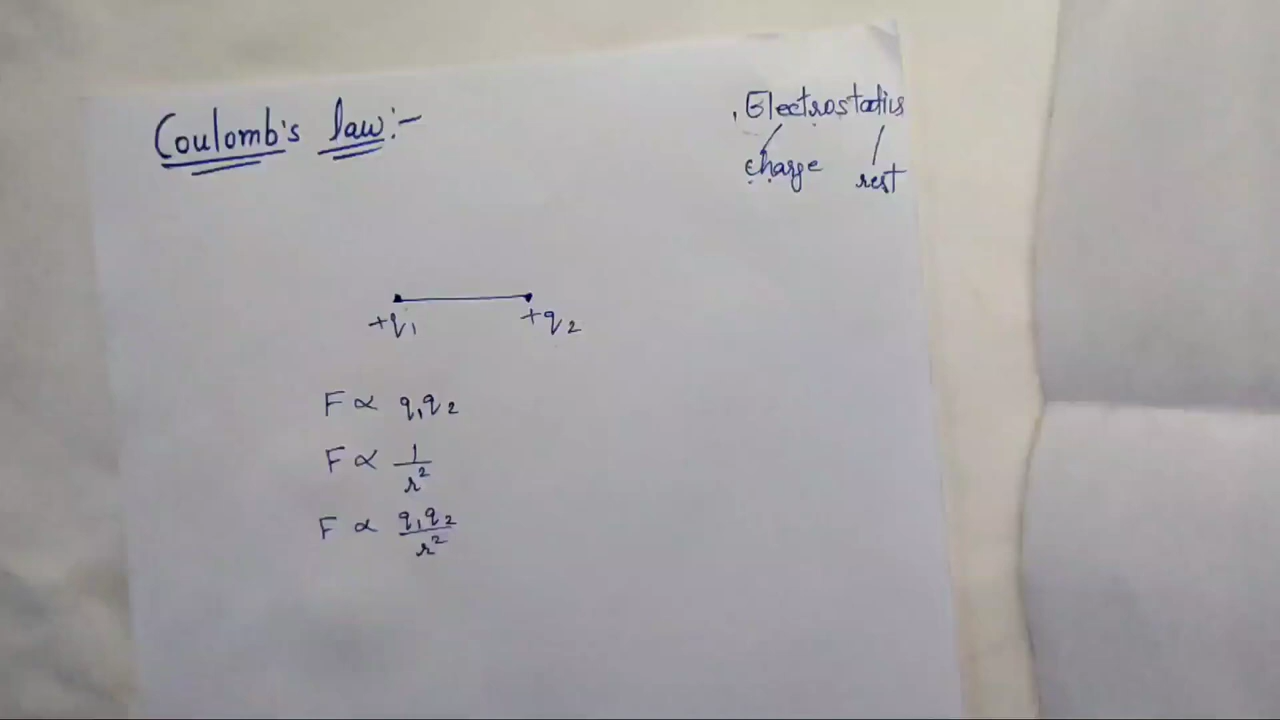 Coulomb's law:-
Electrostatics
charge rest
+q₁ +q₂
F ∝ q₁q₂
F ∝ 1/r²
F ∝ q₁q₂/r²